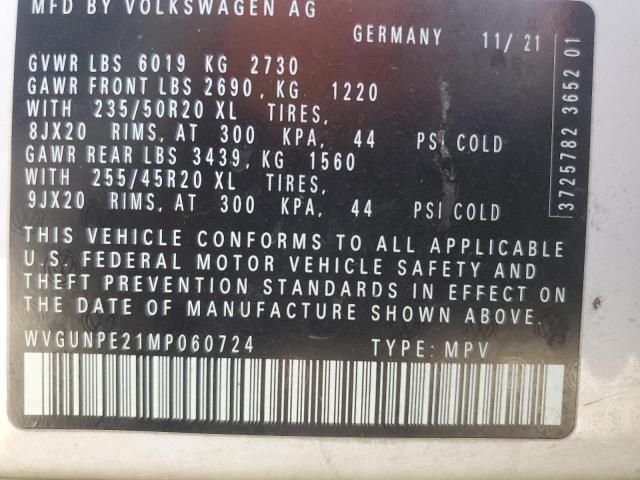 MFD BY VOLKSWAGEN AG
GERMANY 11/ 21
GVWR LBS 6019 KG 2730
GAWR FRONT LBS 2690, KG 1220
WITH 235/50R20 XL TIRES,
8JX20 RIMS, AT 300 KPA, 44 PSI COLD
GAWR REAR LBS 3439, KG 1560
WITH 255/45R20 XL TIRES,
9JX20 RIMS, AT 300 KPA, 44 PSI COLD
THIS VEHICLE CONFORMS TO ALL APPLICABLE
U.S. FEDERAL MOTOR VEHICLE SAFETY AND
THEFT PREVENTION STANDARDS IN EFFECT ON
THE DATE OF MANUFACTURE SHOWN ABOVE.
WVGUNPE21MP060724 TYPE: MPV
3725782 3652 01